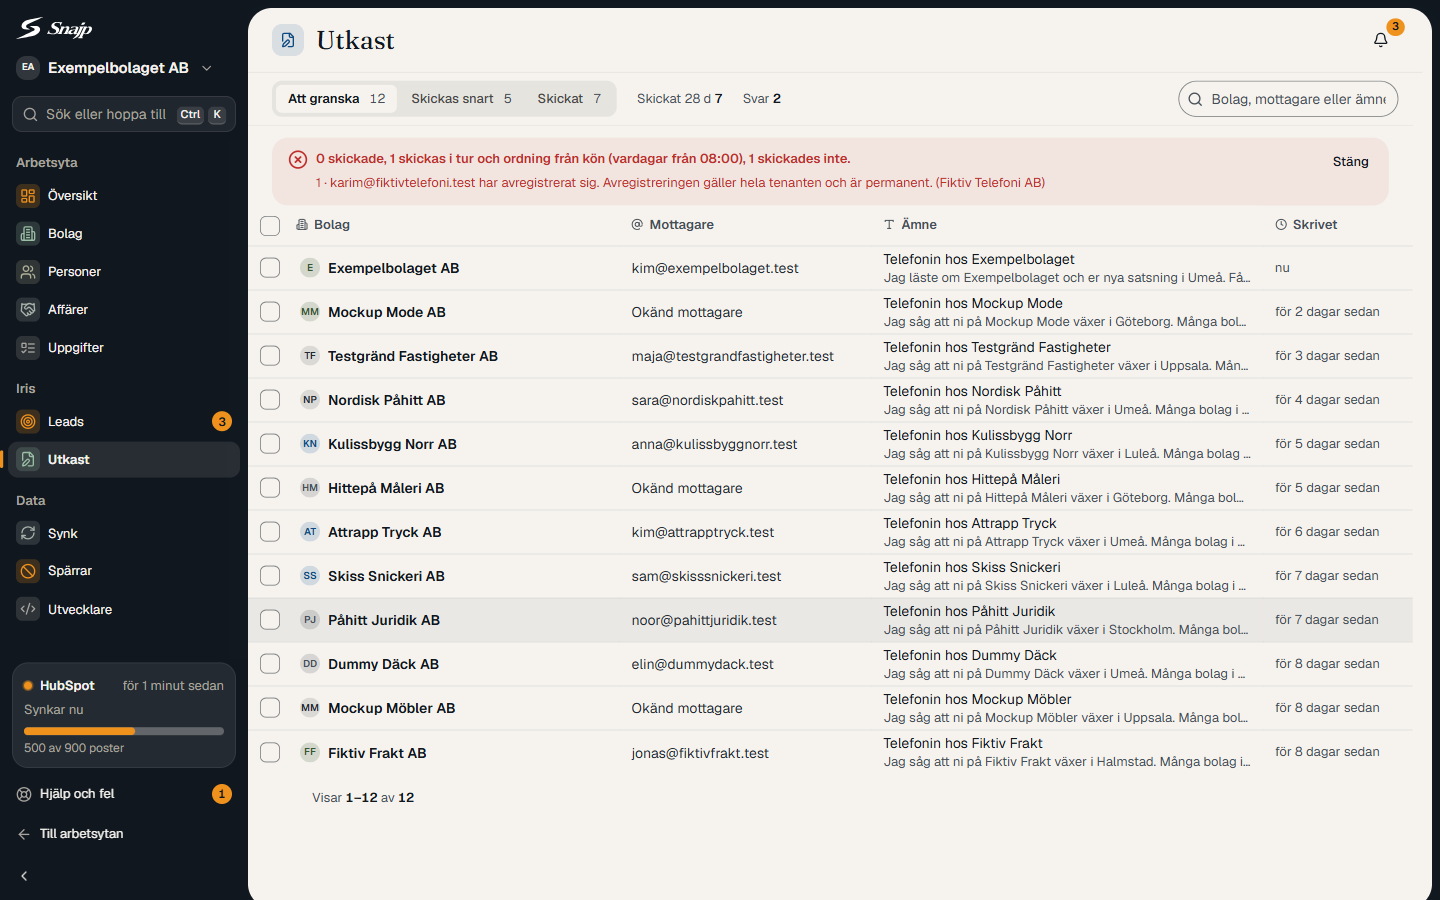 Snajp
EA Exempelbolaget AB
Sök eller hoppa till Ctrl K
Arbetsyta
Översikt
Bolag
Personer
Affärer
Uppgifter
Iris
Leads 3
Utkast
Data
Synk
Spärrar
Utvecklare
HubSpot för 1 minut sedan
Synkar nu
500 av 900 poster
Hjälp och fel 1
Till arbetsytan
Utkast
3
Att granska 12 Skickas snart 5 Skickat 7 Skickat 28 d 7 Svar 2
Bolag, mottagare eller ämne
0 skickade, 1 skickas i tur och ordning från kön (vardagar från 08:00), 1 skickades inte.
Stäng
1 · karim@fiktivtelefoni.test har avregistrerat sig. Avregistreringen gäller hela tenanten och är permanent. (Fiktiv Telefoni AB)
Bolag Mottagare Ämne Skrivet
E Exempelbolaget AB kim@exempelbolaget.test Telefonin hos Exempelbolaget nu
Jag läste om Exempelbolaget och er nya satsning i Umeå. Få...
MM Mockup Mode AB Okänd mottagare Telefonin hos Mockup Mode för 2 dagar sedan
Jag såg att ni på Mockup Mode växer i Göteborg. Många bol...
TF Testgränd Fastigheter AB maja@testgrandfastigheter.test Telefonin hos Testgränd Fastigheter för 3 dagar sedan
Jag såg att ni på Testgränd Fastigheter växer i Uppsala. Mån...
NP Nordisk Påhitt AB sara@nordiskpahitt.test Telefonin hos Nordisk Påhitt för 4 dagar sedan
Jag såg att ni på Nordisk Påhitt växer i Umeå. Många bolag i ...
KN Kulissbygg Norr AB anna@kulissbyggnorr.test Telefonin hos Kulissbygg Norr för 5 dagar sedan
Jag såg att ni på Kulissbygg Norr växer i Luleå. Många bolag ...
HM Hittepå Måleri AB Okänd mottagare Telefonin hos Hittepå Måleri för 5 dagar sedan
Jag såg att ni på Hittepå Måleri växer i Göteborg. Många bol...
AT Attrapp Tryck AB kim@attrapptryck.test Telefonin hos Attrapp Tryck för 6 dagar sedan
Jag såg att ni på Attrapp Tryck växer i Umeå. Många bolag i ...
SS Skiss Snickeri AB sam@skisssnickeri.test Telefonin hos Skiss Snickeri för 7 dagar sedan
Jag såg att ni på Skiss Snickeri växer i Luleå. Många bolag i ...
PJ Påhitt Juridik AB noor@pahittjuridik.test Telefonin hos Påhitt Juridik för 7 dagar sedan
Jag såg att ni på Påhitt Juridik växer i Stockholm. Många bol...
DD Dummy Däck AB elin@dummydack.test Telefonin hos Dummy Däck för 8 dagar sedan
Jag såg att ni på Dummy Däck växer i Umeå. Många bolag i ...
MM Mockup Möbler AB Okänd mottagare Telefonin hos Mockup Möbler för 8 dagar sedan
Jag såg att ni på Mockup Möbler växer i Uppsala. Många bol...
FF Fiktiv Frakt AB jonas@fiktivfrakt.test Telefonin hos Fiktiv Frakt för 8 dagar sedan
Jag såg att ni på Fiktiv Frakt växer i Halmstad. Många bolag i...
Visar 1–12 av 12